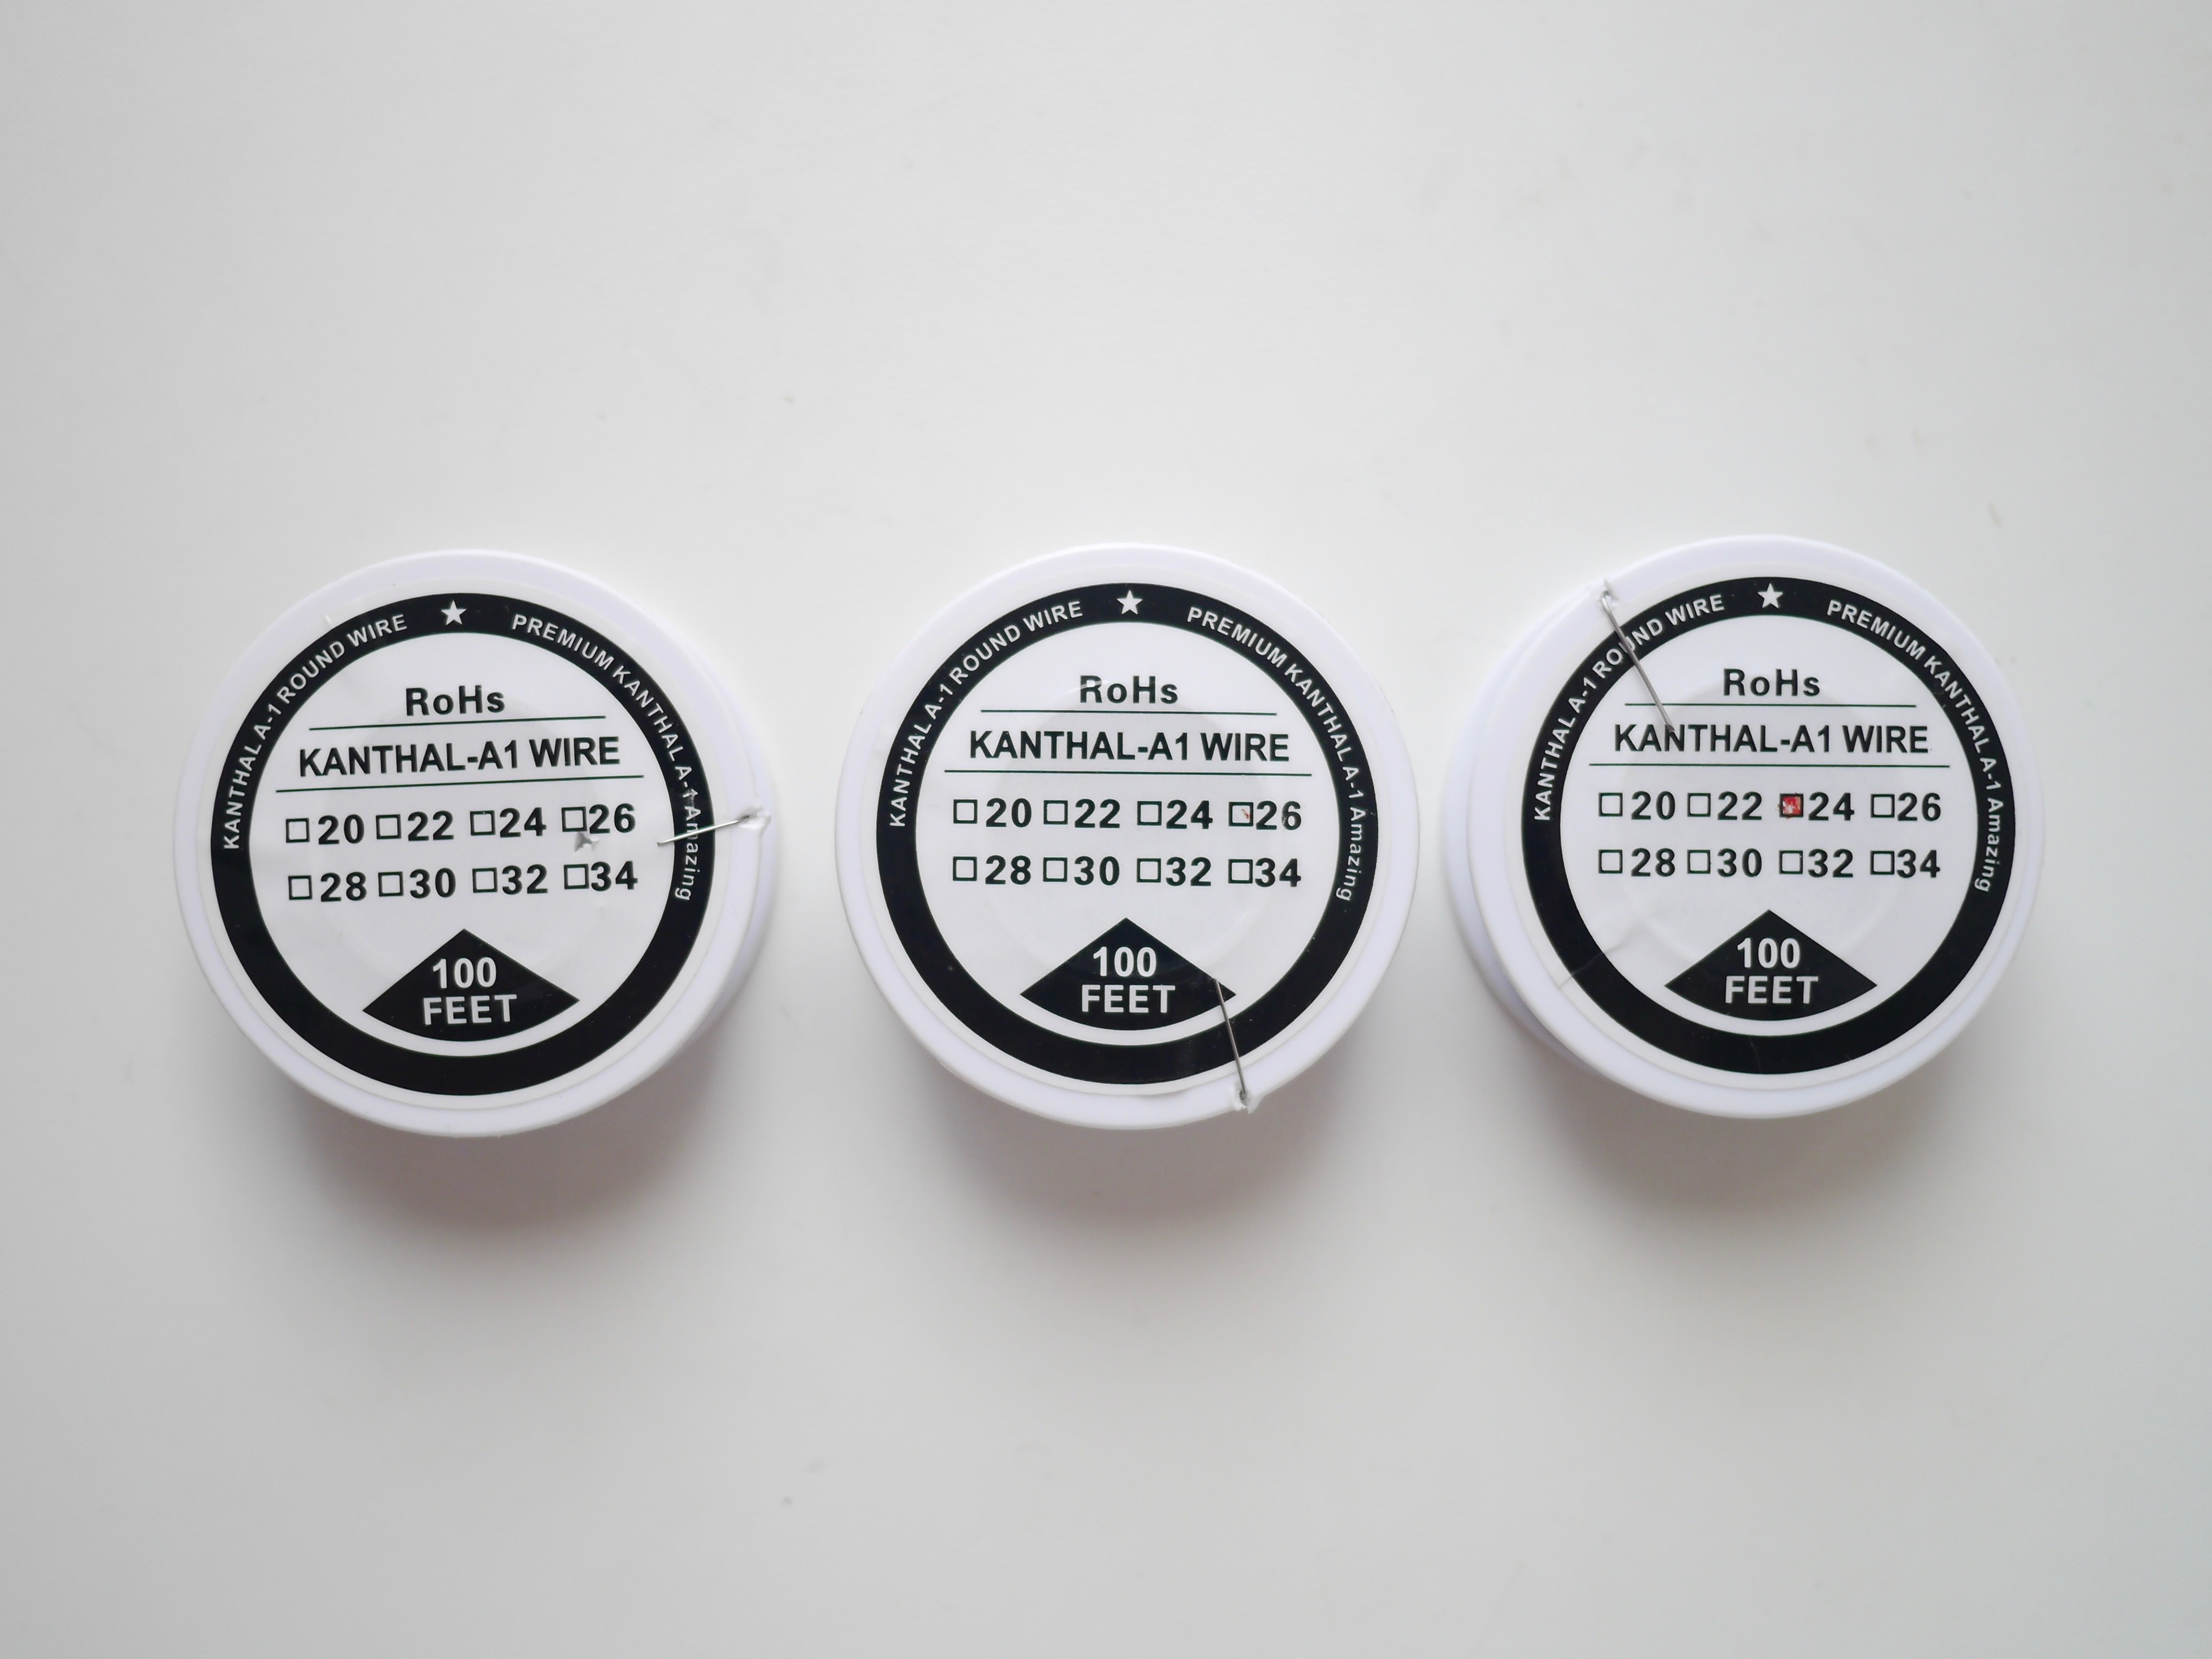 KANTHAL A-1 ROUND WIRE ★ PREMIUM KANTHAL A-1 Amazing
RoHs
KANTHAL-A1 WIRE
☐20 ☐22 ☐24 ☐26
☐28 ☐30 ☐32 ☐34
100
FEET
KANTHAL A-1 ROUND WIRE ★ PREMIUM KANTHAL A-1 Amazing
RoHs
KANTHAL-A1 WIRE
☐20 ☐22 ☐24 ☐26
☐28 ☐30 ☐32 ☐34
100
FEET
KANTHAL A-1 ROUND WIRE ★ PREMIUM KANTHAL A-1 Amazing
RoHs
KANTHAL-A1 WIRE
☐20 ☐22 ☒24 ☐26
☐28 ☐30 ☐32 ☐34
100
FEET